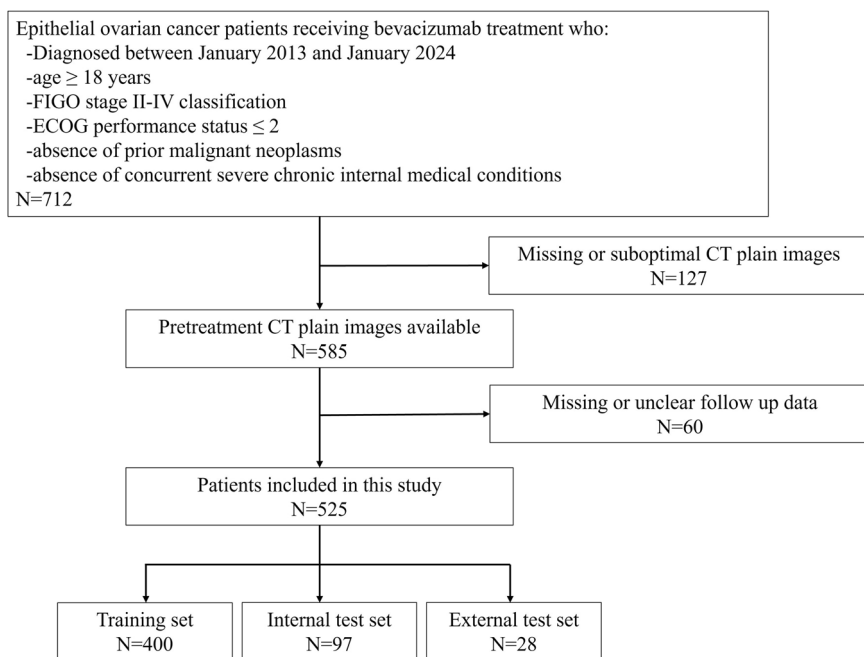 Epithelial ovarian cancer patients receiving bevacizumab treatment who:
-Diagnosed between January 2013 and January 2024
-age ≥ 18 years
-FIGO stage II-IV classification
-ECOG performance status ≤ 2
-absence of prior malignant neoplasms
-absence of concurrent severe chronic internal medical conditions
N=712
Missing or suboptimal CT plain images
N=127
Pretreatment CT plain images available
N=585
Missing or unclear follow up data
N=60
Patients included in this study
N=525
Training set
N=400
Internal test set
N=97
External test set
N=28